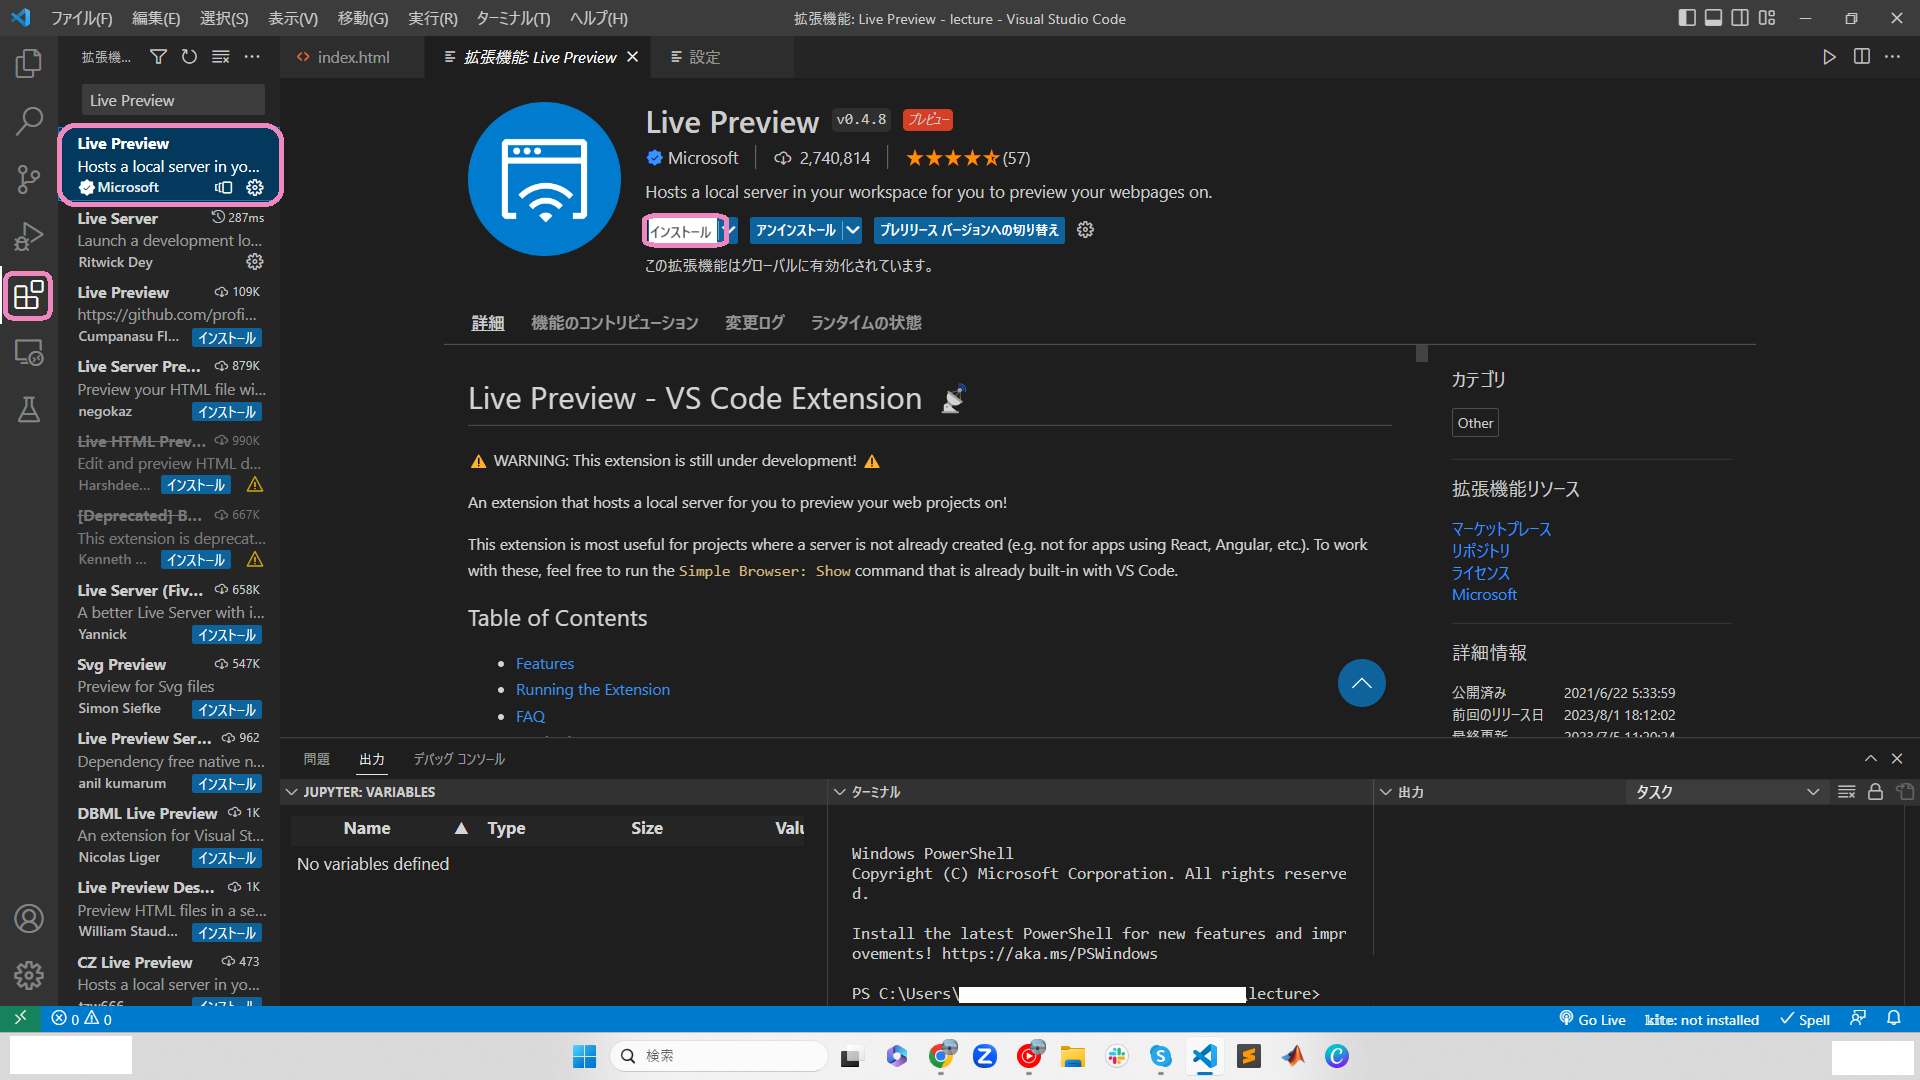 ファイル(F) 編集(E) 選択(S) 表示(V) 移動(G) 実行(R) ターミナル(T) ヘルプ(H)
拡張機能: Live Preview - lecture - Visual Studio Code
拡張機...
index.html
拡張機能: Live Preview
設定
Live Preview
Live Preview
Hosts a local server in yo...
Microsoft
Live Server 287ms
Launch a development lo...
Ritwick Dey
Live Preview 109K
https://github.com/profi...
Cumpanasu Fl... インストール
Live Server Pre... 879K
Preview your HTML file wi...
negokaz インストール
Live HTML Prev... 990K
Edit and preview HTML d...
Harshdee... インストール
[Deprecated] B... 667K
This extension is deprecat...
Kenneth ... インストール
Live Server (Fiv... 658K
A better Live Server with i...
Yannick インストール
Svg Preview 547K
Preview for Svg files
Simon Siefke インストール
Live Preview Ser... 962
Dependency free native n...
anil kumarum インストール
DBML Live Preview 1K
An extension for Visual St...
Nicolas Liger インストール
Live Preview Des... 1K
Preview HTML files in a se...
William Staud... インストール
CZ Live Preview 473
Hosts a local server in yo...
tzw666 インストール
Live Preview v0.4.8 プレビュー
Microsoft 2,740,814 ★★★★★(57)
Hosts a local server in your workspace for you to preview your webpages on.
インストール アンインストール プレリリース バージョンへの切り替え
この拡張機能はグローバルに有効化されています。
詳細 機能のコントリビューション 変更ログ ランタイムの状態
Live Preview - VS Code Extension
WARNING: This extension is still under development!
An extension that hosts a local server for you to preview your web projects on!
This extension is most useful for projects where a server is not already created (e.g. not for apps using React, Angular, etc.). To work
with these, feel free to run the Simple Browser: Show command that is already built-in with VS Code.
Table of Contents
Features
Running the Extension
FAQ
カテゴリ
Other
拡張機能リソース
マーケットプレース
リポジトリ
ライセンス
Microsoft
詳細情報
公開済み 2021/6/22 5:33:59
前回のリリース日 2023/8/1 18:12:02
最終更新 2023/7/5 11:20:24
問題 出力 デバッグ コンソール
JUPYTER: VARIABLES
Name Type Size Valu
No variables defined
ターミナル
Windows PowerShell
Copyright (C) Microsoft Corporation. All rights reserve
d.
Install the latest PowerShell for new features and impr
ovements! https://aka.ms/PSWindows
PS C:\Users\ \lecture>
出力 タスク
0 0
Go Live kite: not installed Spell
検索